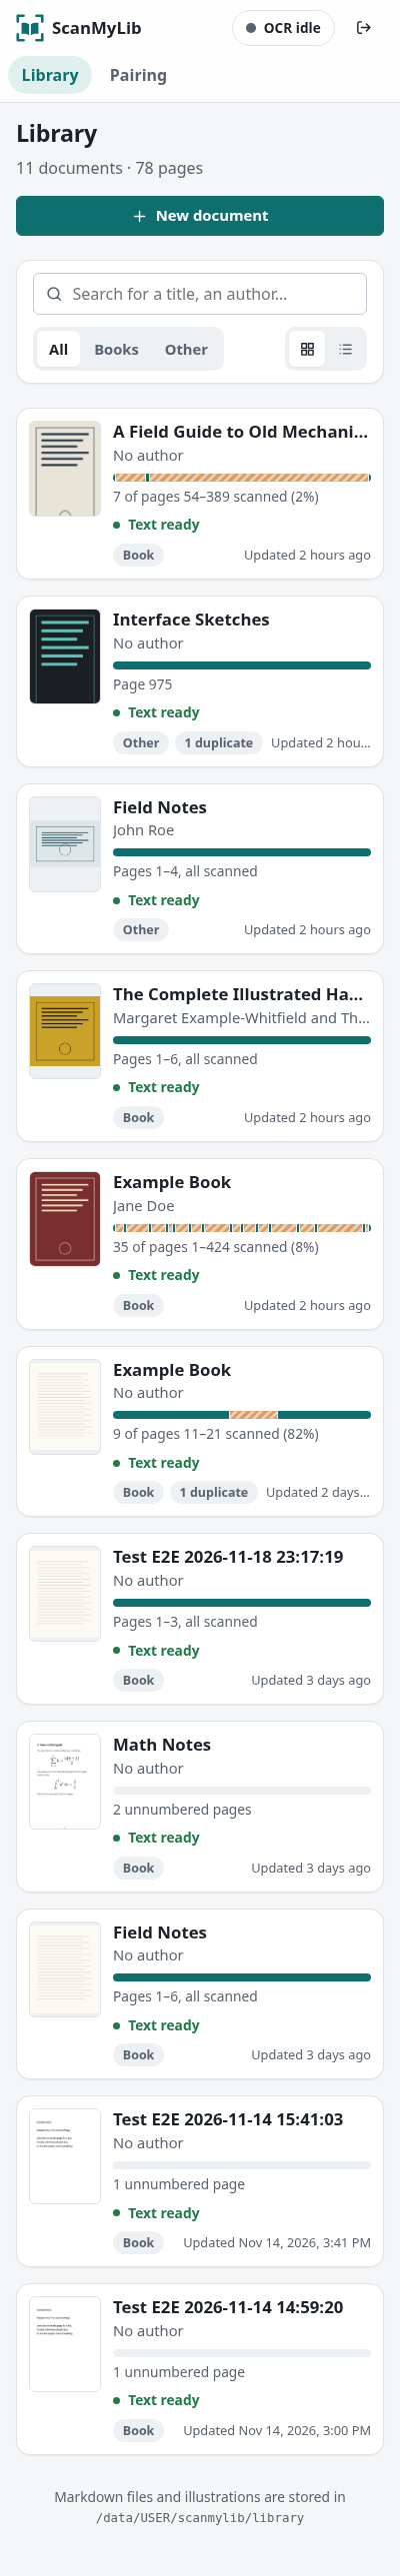 ScanMyLib
OCR idle
Library
Pairing
Library
11 documents · 78 pages
New document
Search for a title, an author...
All
Books
Other
A Field Guide to Old Mechani...
No author
7 of pages 54–389 scanned (2%)
Text ready
Book
Updated 2 hours ago
Interface Sketches
No author
Page 975
Text ready
Other
1 duplicate
Updated 2 hou...
Field Notes
John Roe
Pages 1–4, all scanned
Text ready
Other
Updated 2 hours ago
The Complete Illustrated Ha...
Margaret Example-Whitfield and Th...
Pages 1–6, all scanned
Text ready
Book
Updated 2 hours ago
Example Book
Jane Doe
35 of pages 1–424 scanned (8%)
Text ready
Book
Updated 2 hours ago
Example Book
No author
9 of pages 11–21 scanned (82%)
Text ready
Book
1 duplicate
Updated 2 days...
Test E2E 2026-11-18 23:17:19
No author
Pages 1–3, all scanned
Text ready
Book
Updated 3 days ago
Math Notes
No author
2 unnumbered pages
Text ready
Book
Updated 3 days ago
Field Notes
No author
Pages 1–6, all scanned
Text ready
Book
Updated 3 days ago
Test E2E 2026-11-14 15:41:03
No author
1 unnumbered page
Text ready
Book
Updated Nov 14, 2026, 3:41 PM
Test E2E 2026-11-14 14:59:20
No author
1 unnumbered page
Text ready
Book
Updated Nov 14, 2026, 3:00 PM
Markdown files and illustrations are stored in
/data/USER/scanmylib/library